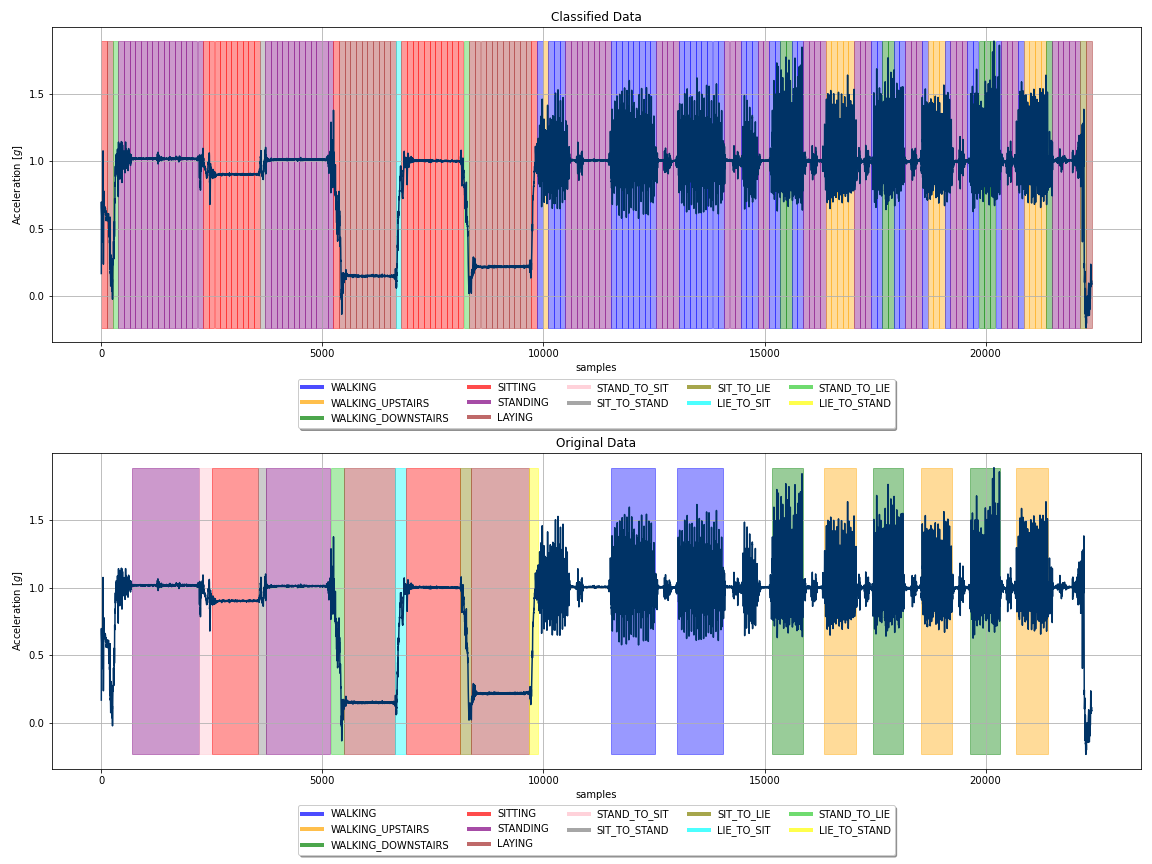 Classified Data
Acceleration [g]
1.5
1.0
0.5
0.0
0 5000 10000 15000 20000
samples
WALKING SITTING STAND_TO_SIT SIT_TO_LIE STAND_TO_LIE
WALKING_UPSTAIRS STANDING SIT_TO_STAND LIE_TO_SIT LIE_TO_STAND
WALKING_DOWNSTAIRS LAYING
Original Data
Acceleration [g]
1.5
1.0
0.5
0.0
0 5000 10000 15000 20000
samples
WALKING SITTING STAND_TO_SIT SIT_TO_LIE STAND_TO_LIE
WALKING_UPSTAIRS STANDING SIT_TO_STAND LIE_TO_SIT LIE_TO_STAND
WALKING_DOWNSTAIRS LAYING